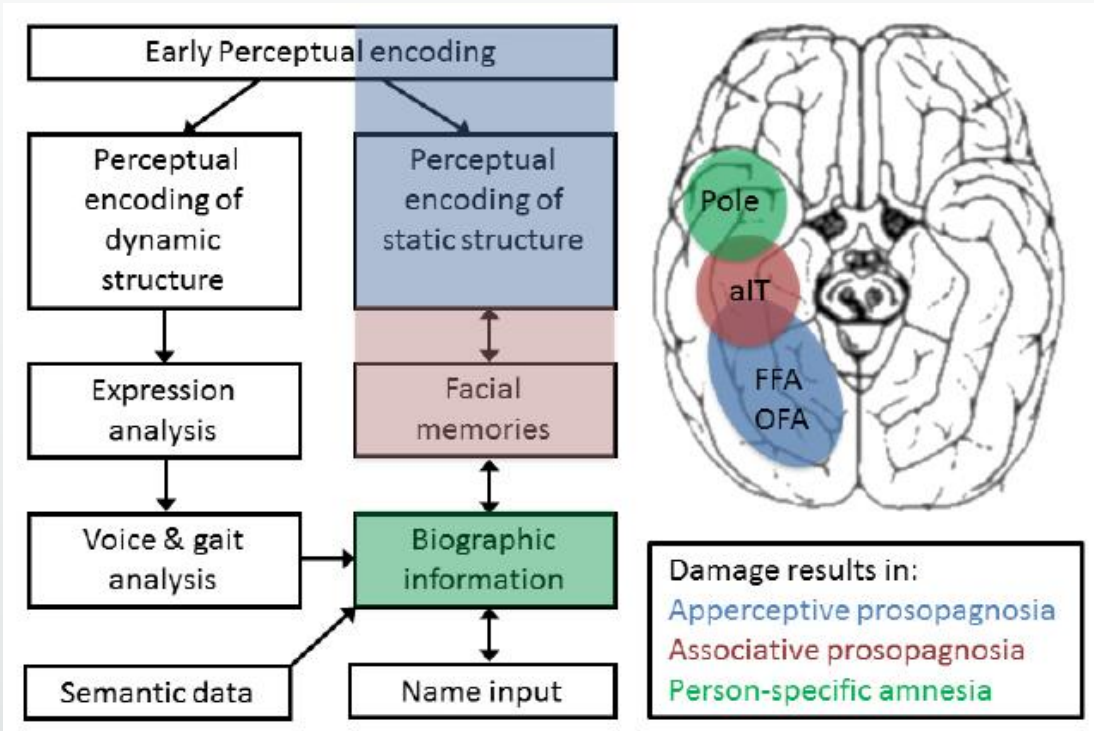 Early Perceptual encoding
Perceptual
encoding of
dynamic
structure
Perceptual
encoding of
static structure
Expression
analysis
Facial
memories
Voice & gait
analysis
Biographic
information
Semantic data
Name input
Pole
aIT
FFA
OFA
Damage results in:
Apperceptive prosopagnosia
Associative prosopagnosia
Person-specific amnesia